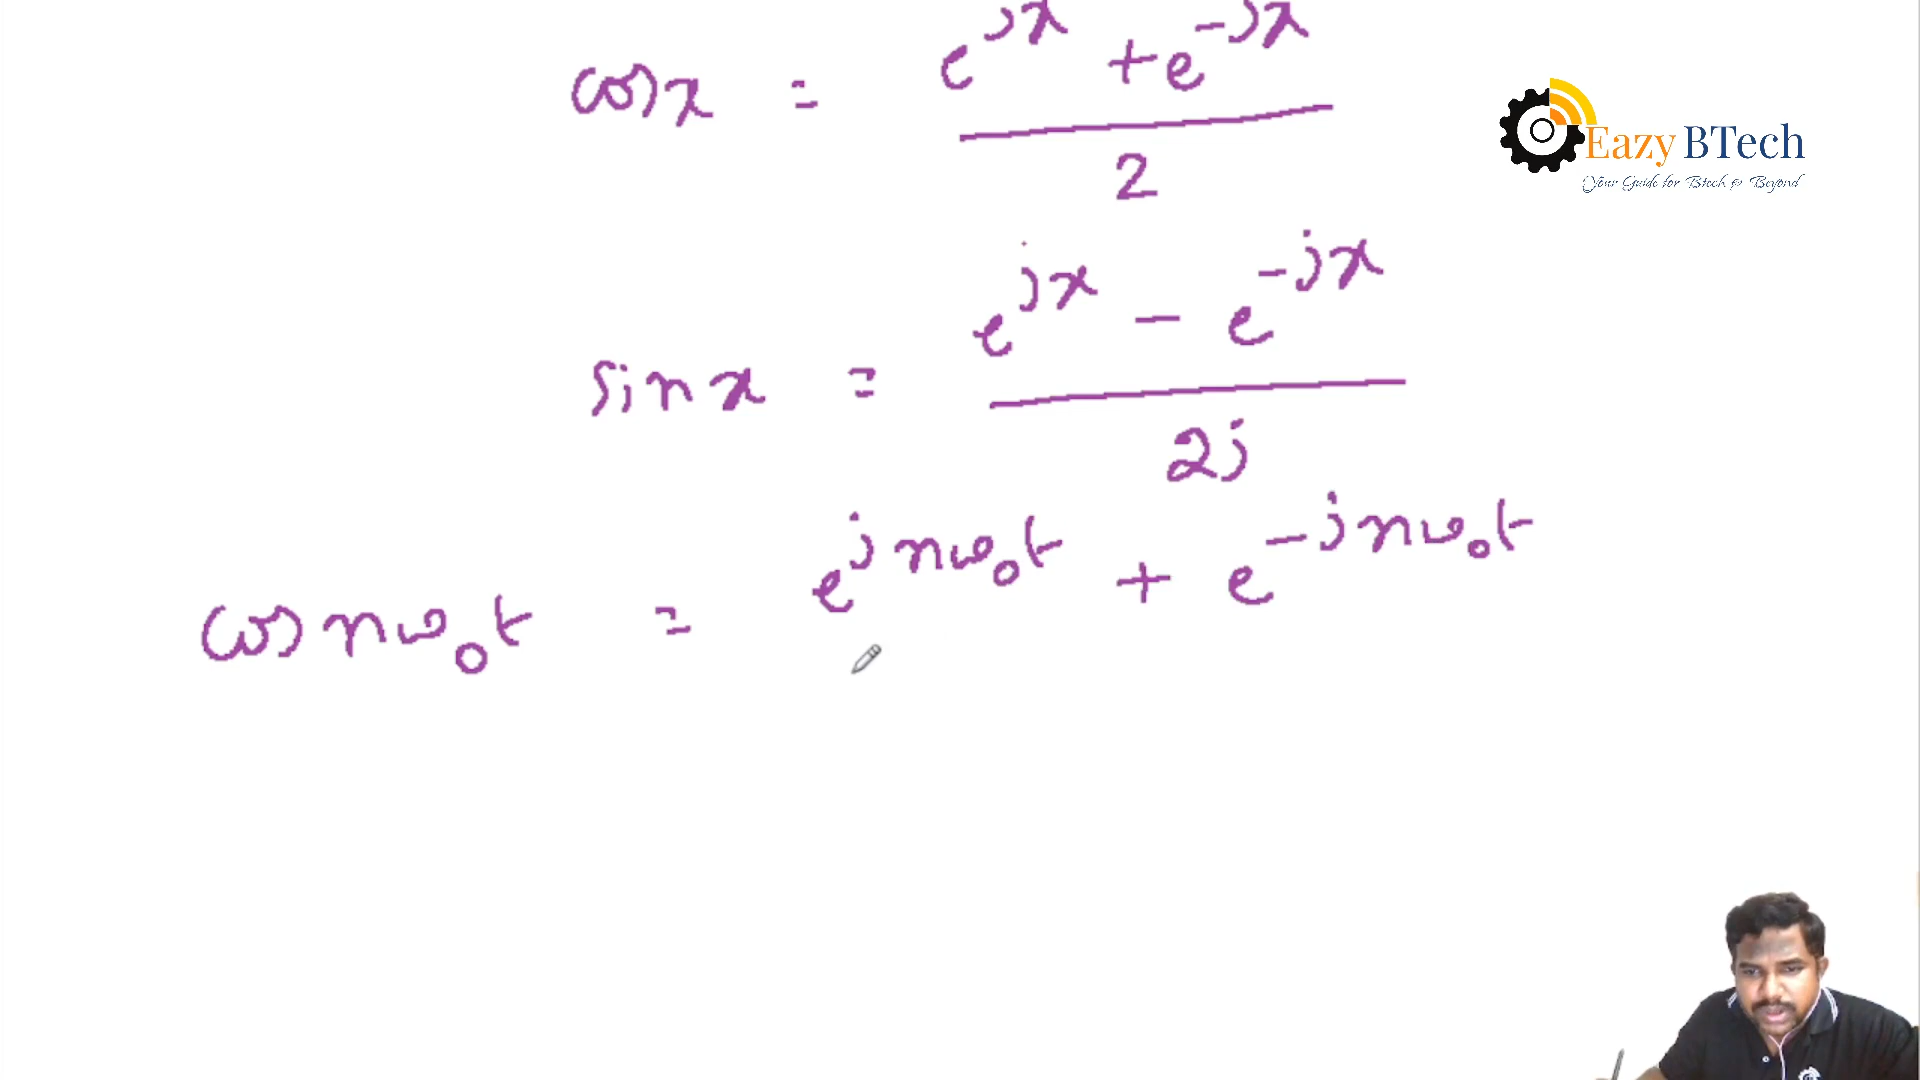 cos x = e^{jx} + e^{-jx} / 2
Eazy BTech
Your Guide for Btech & Beyond
sin x = e^{jx} - e^{-jx} / 2j
cos nω₀t = e^{jnω₀t} + e^{-jnω₀t}